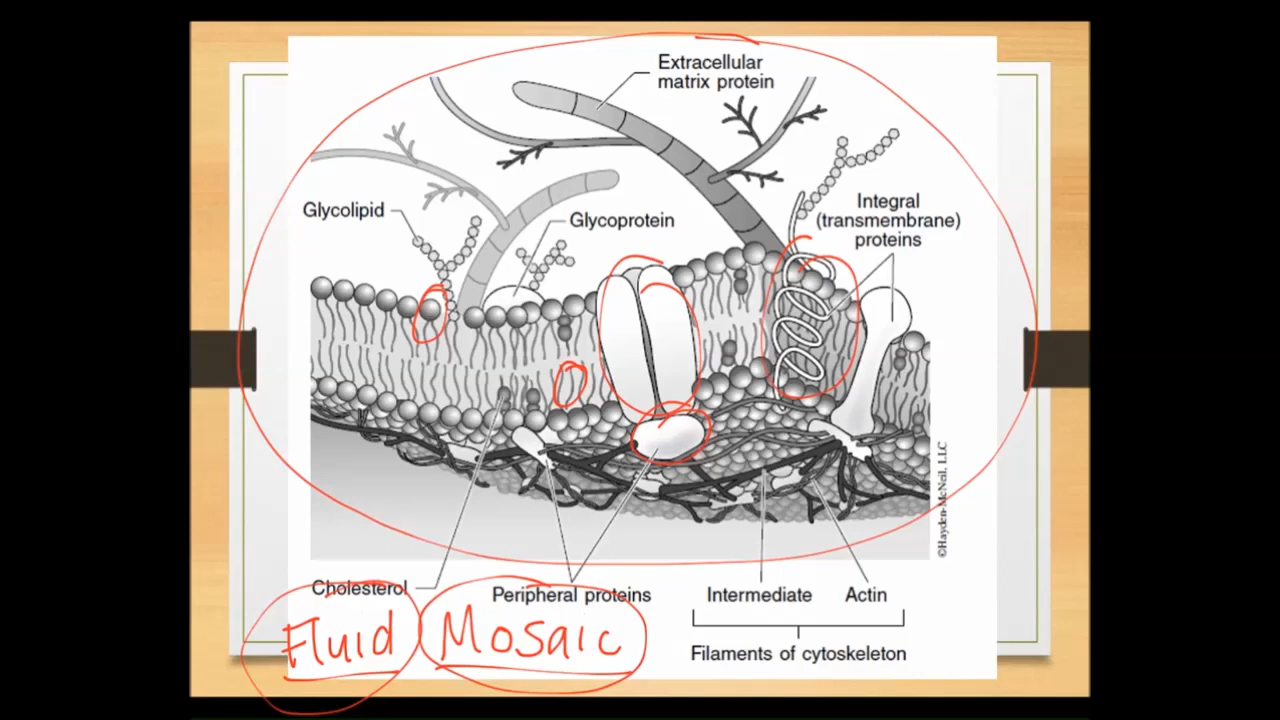 Extracellular
matrix protein
Glycolipid
Glycoprotein
Integral
(transmembrane)
proteins
©Hayden-McNeil, LLC
Cholesterol
Peripheral proteins
Intermediate
Actin
Filaments of cytoskeleton
Fluid Mosaic